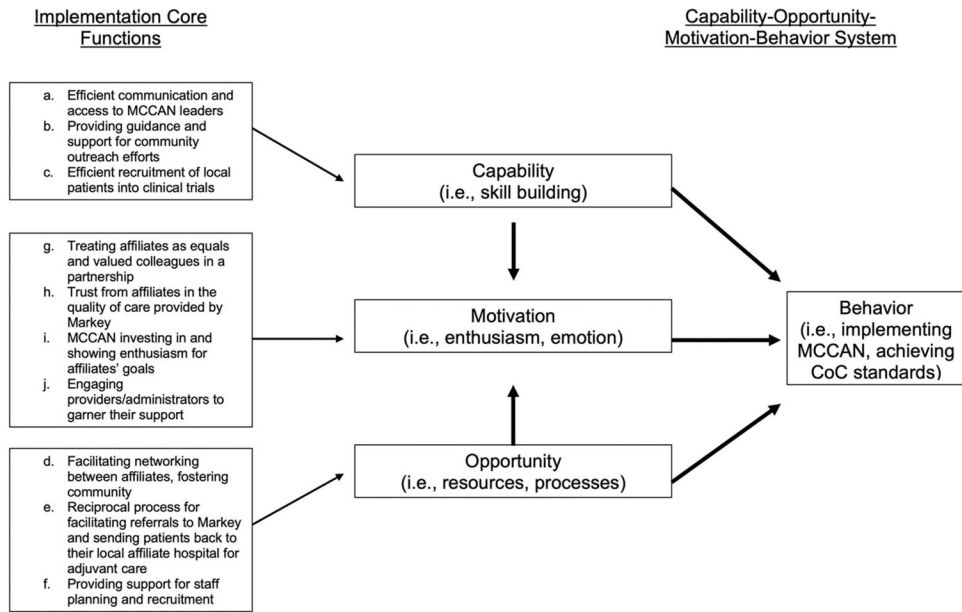 Implementation Core
Functions
Capability-Opportunity-
Motivation-Behavior System
a. Efficient communication and
access to MCCAN leaders
b. Providing guidance and
support for community
outreach efforts
c. Efficient recruitment of local
patients into clinical trials
Capability
(i.e., skill building)
g. Treating affiliates as equals
and valued colleagues in a
partnership
h. Trust from affiliates in the
quality of care provided by
Markey
i. MCCAN investing in and
showing enthusiasm for
affiliates' goals
j. Engaging
providers/administrators to
garner their support
Motivation
(i.e., enthusiasm, emotion)
Behavior
(i.e., implementing
MCCAN, achieving
CoC standards)
d. Facilitating networking
between affiliates, fostering
community
e. Reciprocal process for
facilitating referrals to Markey
and sending patients back to
their local affiliate hospital for
adjuvant care
f. Providing support for staff
planning and recruitment
Opportunity
(i.e., resources, processes)